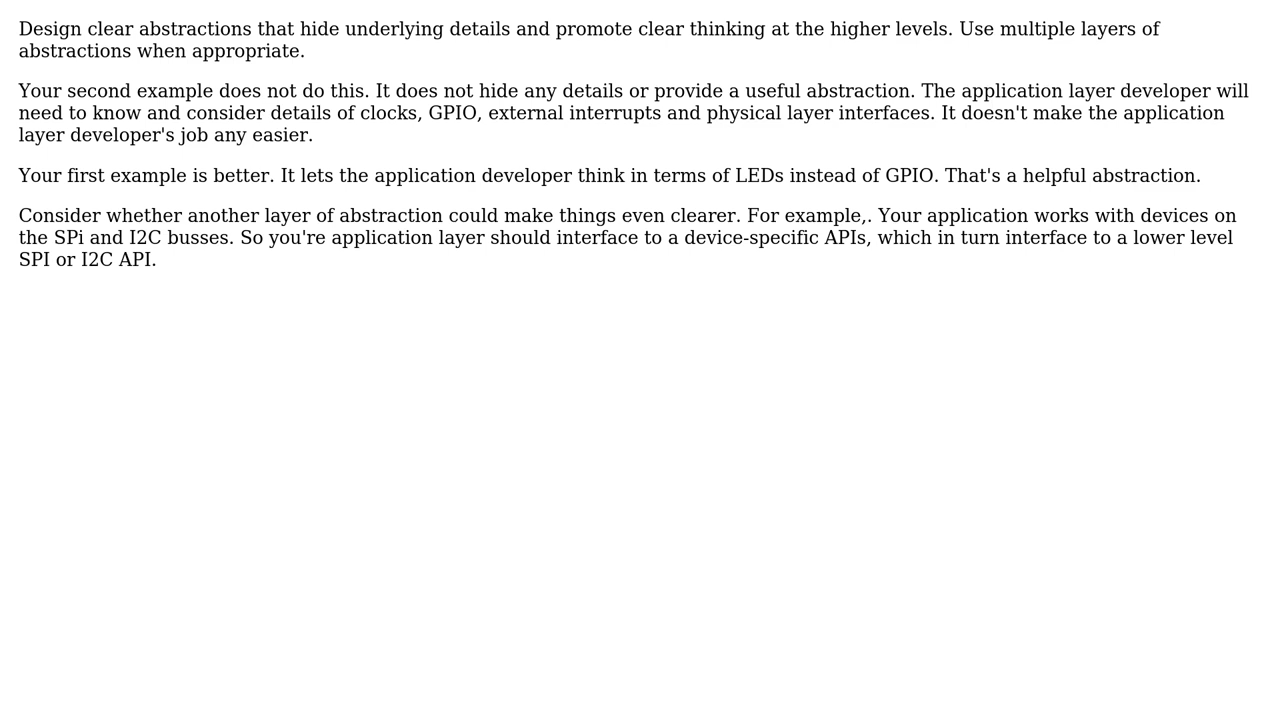 Design clear abstractions that hide underlying details and promote clear thinking at the higher levels. Use multiple layers of
abstractions when appropriate.
Your second example does not do this. It does not hide any details or provide a useful abstraction. The application layer developer will
need to know and consider details of clocks, GPIO, external interrupts and physical layer interfaces. It doesn't make the application
layer developer's job any easier.
Your first example is better. It lets the application developer think in terms of LEDs instead of GPIO. That's a helpful abstraction.
Consider whether another layer of abstraction could make things even clearer. For example,. Your application works with devices on
the SPi and I2C busses. So you're application layer should interface to a device-specific APIs, which in turn interface to a lower level
SPI or I2C API.